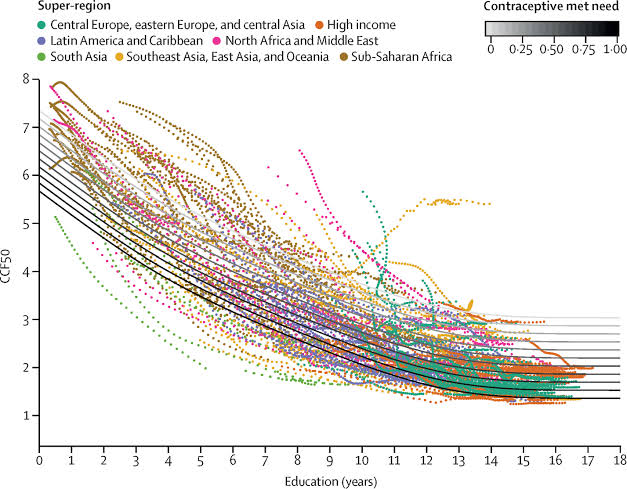 Super-region
Central Europe, eastern Europe, and central Asia High income
Latin America and Caribbean North Africa and Middle East
South Asia Southeast Asia, East Asia, and Oceania Sub-Saharan Africa
Contraceptive met need
0 0·25 0·50 0·75 1·00
8
7
6
5
4
3
2
1
CCF50
0 1 2 3 4 5 6 7 8 9 10 11 12 13 14 15 16 17 18
Education (years)